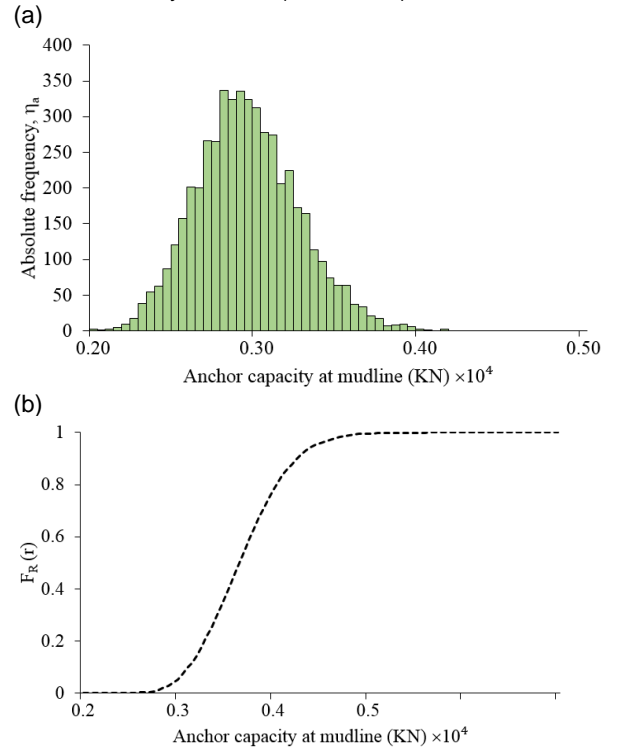 (a)
400
350
300
250
200
150
100
50
0
Absolute frequency, ηa
0.20 0.30 0.40 0.50
Anchor capacity at mudline (KN) ×10⁴
(b)
1
0.8
0.6
0.4
0.2
0
FR (r)
0.2 0.3 0.4 0.5
Anchor capacity at mudline (KN) ×10⁴